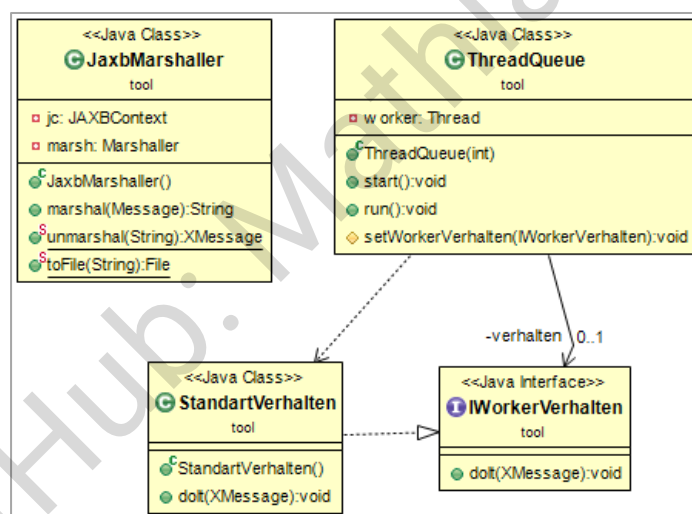 <<Java Class>>
JaxbMarshaller
tool
jc: JAXBContext
marsh: Marshaller
JaxbMarshaller()
marshal(Message):String
unmarshal(String):XMessage
toFile(String):File
<<Java Class>>
ThreadQueue
tool
worker: Thread
ThreadQueue(int)
start():void
run():void
setWorkerVerhalten(IWorkerVerhalten):void
-verhalten 0..1
<<Java Class>>
StandartVerhalten
tool
StandartVerhalten()
doIt(XMessage):void
<<Java Interface>>
IWorkerVerhalten
tool
doIt(XMessage):void
Hub: Mathla